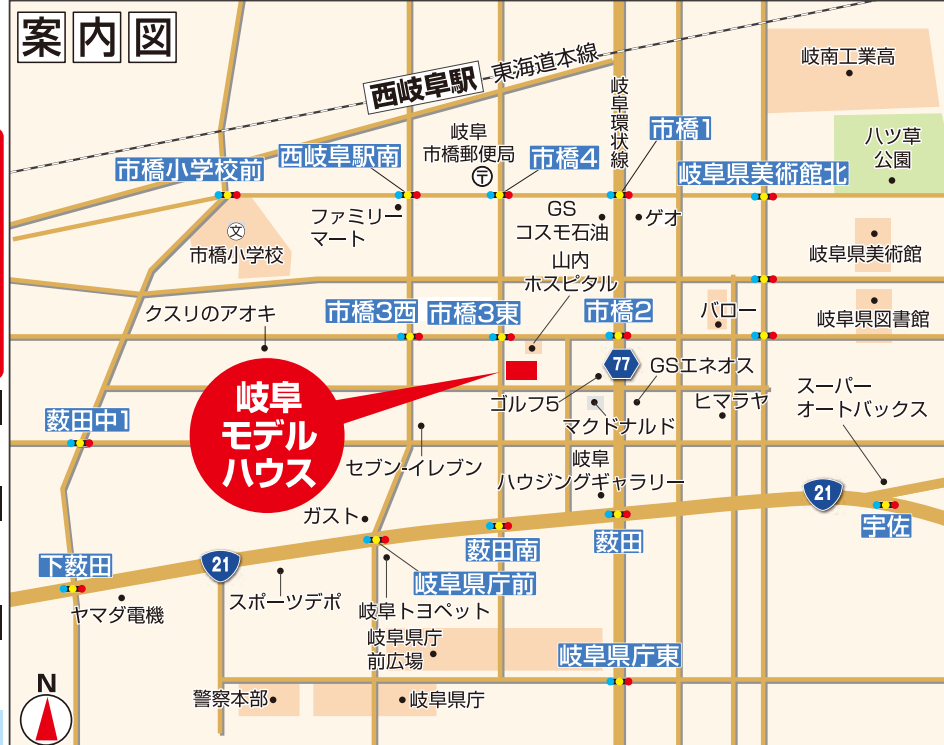 案内図
西岐阜駅
東海道本線
岐阜環状線
岐南工業高
八ツ草
公園
市橋小学校前
西岐阜駅南
岐阜
市橋郵便局
〒
市橋4
市橋1
岐阜県美術館北
ファミリー
マート
GS
コスモ石油
ゲオ
文
市橋小学校
山内
ホスピタル
岐阜県美術館
クスリのアオキ
市橋3西
市橋3東
市橋2
バロー
岐阜県図書館
77
GSエネオス
岐阜
モデル
ハウス
ゴルフ5
マクドナルド
ヒマラヤ
スーパー
オートバックス
薮田中1
セブン-イレブン
岐阜
ハウジングギャラリー
21
ガスト
薮田南
薮田
宇佐
下薮田
21
岐阜県庁前
スポーツデポ
ヤマダ電機
岐阜トヨペット
岐阜県庁
前広場
岐阜県庁東
N
警察本部
岐阜県庁